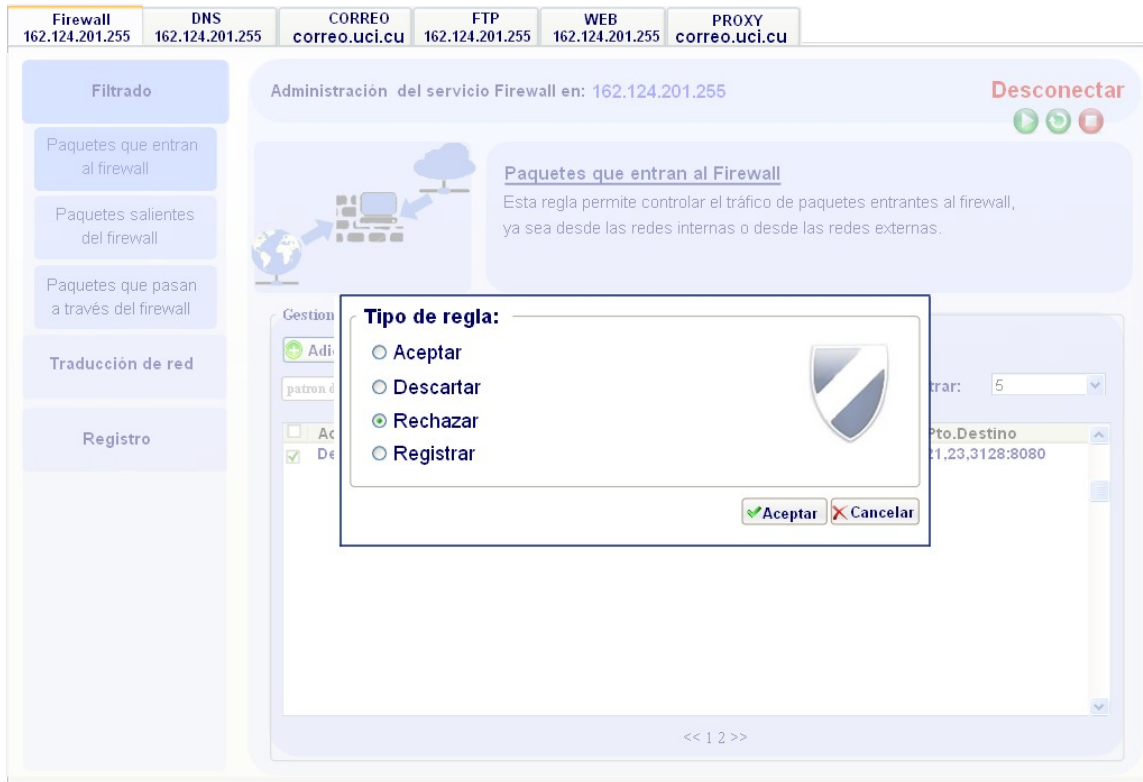 Firewall
162.124.201.255
DNS
162.124.201.255
CORREO
correo.uci.cu
FTP
162.124.201.255
WEB
162.124.201.255
PROXY
correo.uci.cu
Filtrado
Paquetes que entran
al firewall
Paquetes salientes
del firewall
Paquetes que pasan
a través del firewall
Traducción de red
Registro
Administración del servicio Firewall en: 162.124.201.255
Desconectar
Paquetes que entran al Firewall
Esta regla permite controlar el tráfico de paquetes entrantes al firewall,
ya sea desde las redes internas o desde las redes externas.
Gestion
Adi
patron d
trar: 5
Ac
Pto.Destino
De
21,23,3128:8080
Tipo de regla:
Aceptar
Descartar
Rechazar
Registrar
Aceptar
Cancelar
<< 1 2 >>